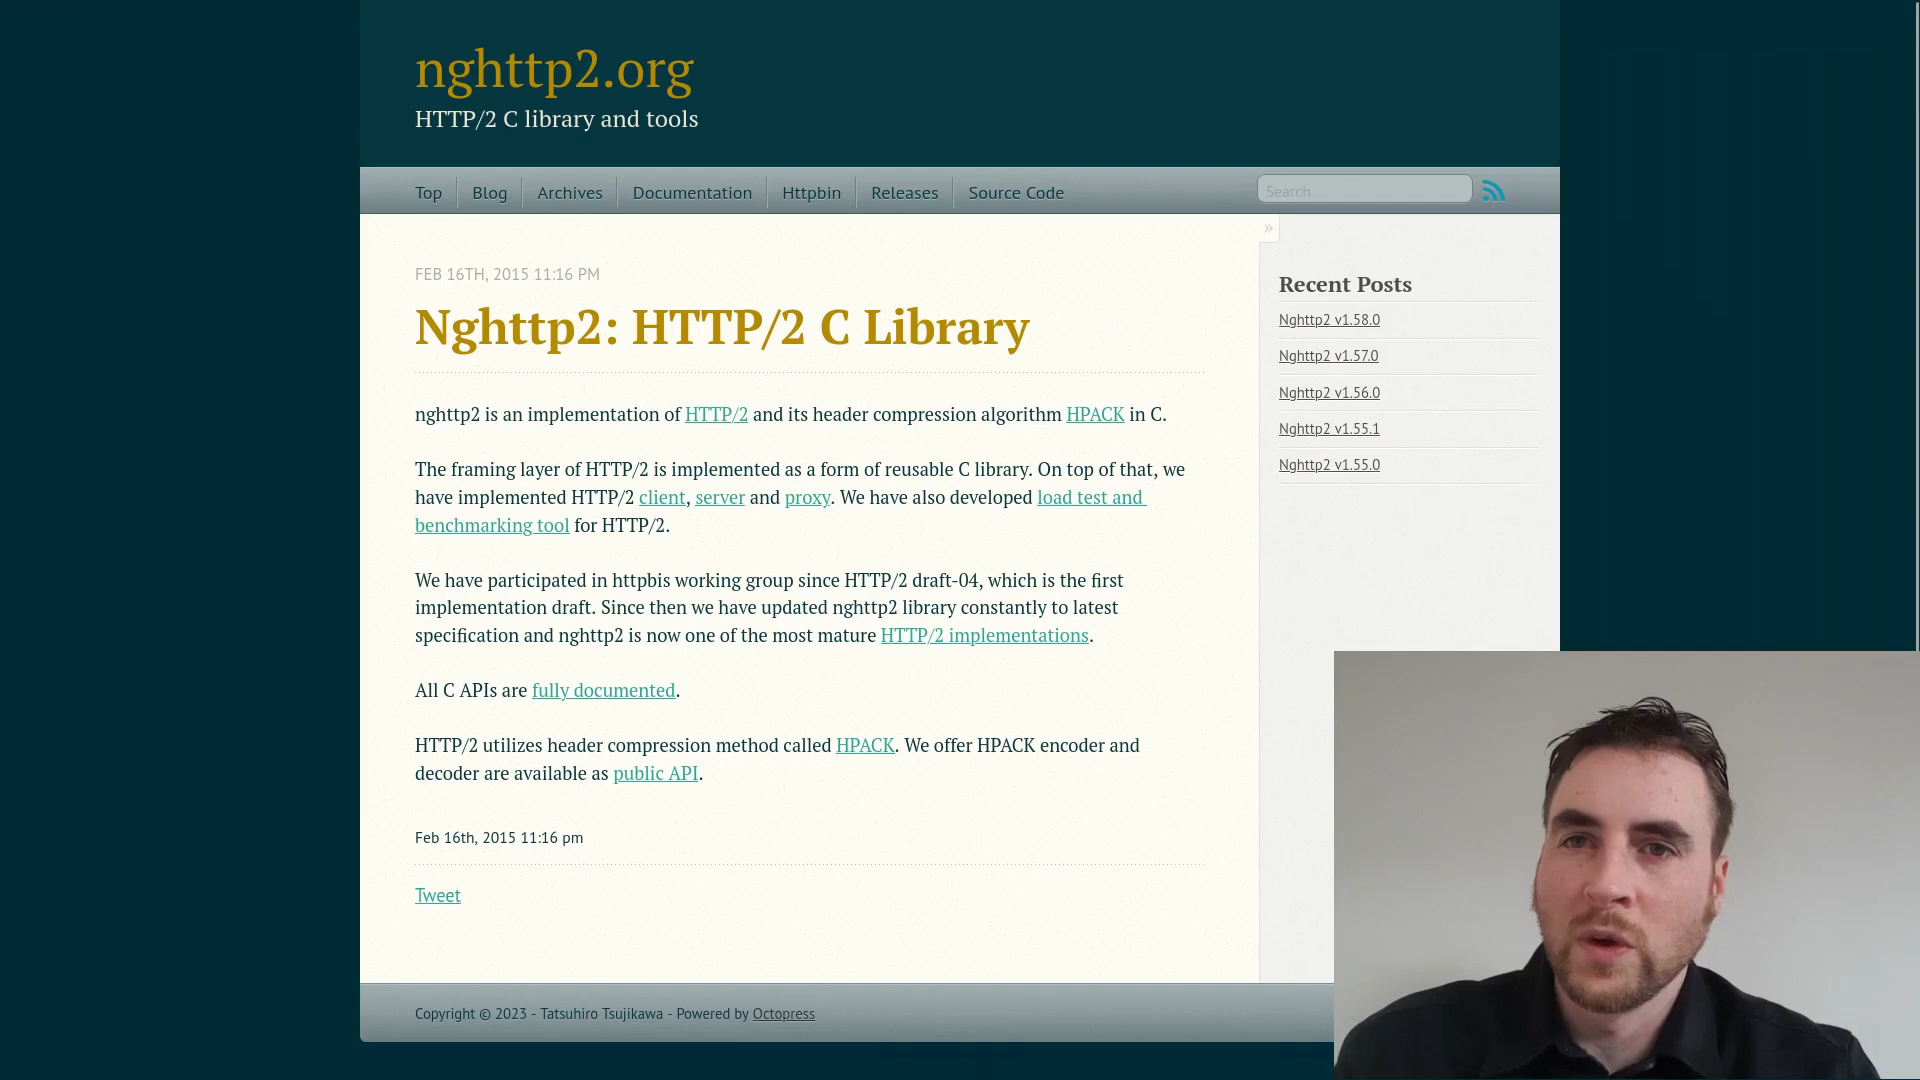 nghttp2.org
HTTP/2 C library and tools
Top
Blog
Archives
Documentation
Httpbin
Releases
Source Code
Search
»
FEB 16TH, 2015 11:16 PM
Nghttp2: HTTP/2 C Library
nghttp2 is an implementation of HTTP/2 and its header compression algorithm HPACK in C.
The framing layer of HTTP/2 is implemented as a form of reusable C library. On top of that, we
have implemented HTTP/2 client, server and proxy. We have also developed load test and
benchmarking tool for HTTP/2.
We have participated in httpbis working group since HTTP/2 draft-04, which is the first
implementation draft. Since then we have updated nghttp2 library constantly to latest
specification and nghttp2 is now one of the most mature HTTP/2 implementations.
All C APIs are fully documented.
HTTP/2 utilizes header compression method called HPACK. We offer HPACK encoder and
decoder are available as public API.
Feb 16th, 2015 11:16 pm
Tweet
Recent Posts
Nghttp2 v1.58.0
Nghttp2 v1.57.0
Nghttp2 v1.56.0
Nghttp2 v1.55.1
Nghttp2 v1.55.0
Copyright © 2023 - Tatsuhiro Tsujikawa - Powered by Octopress